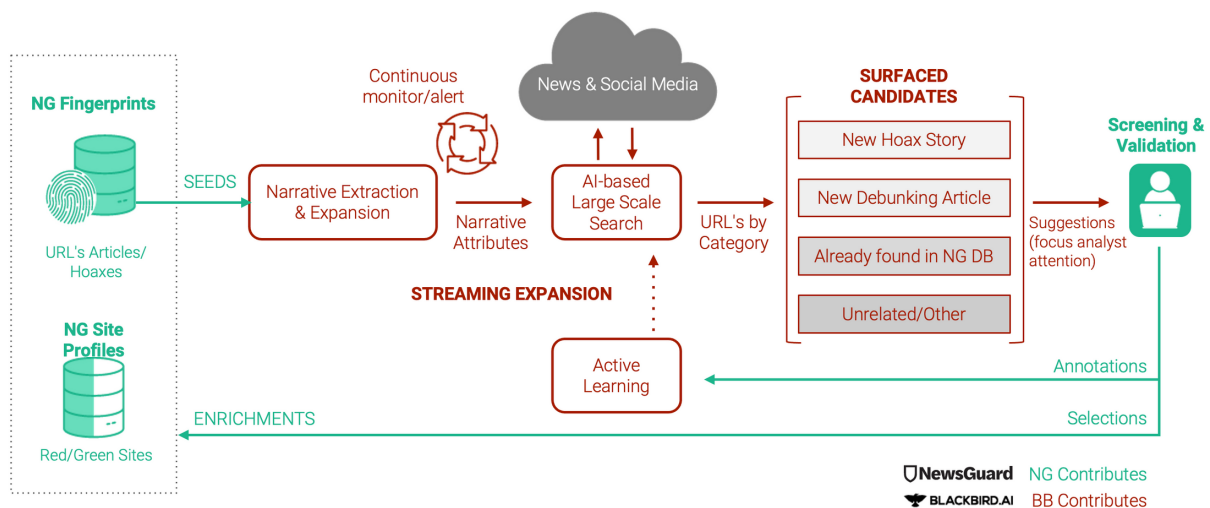 NG Fingerprints
URL's Articles/
Hoaxes
NG Site
Profiles
Red/Green Sites
SEEDS
Continuous
monitor/alert
Narrative Extraction
& Expansion
Narrative
Attributes
News & Social Media
AI-based
Large Scale
Search
STREAMING EXPANSION
Active
Learning
URL's by
Category
SURFACED
CANDIDATES
New Hoax Story
New Debunking Article
Already found in NG DB
Unrelated/Other
Suggestions
(focus analyst
attention)
Screening &
Validation
Annotations
Selections
ENRICHMENTS
NewsGuard NG Contributes
BLACKBIRD.AI BB Contributes